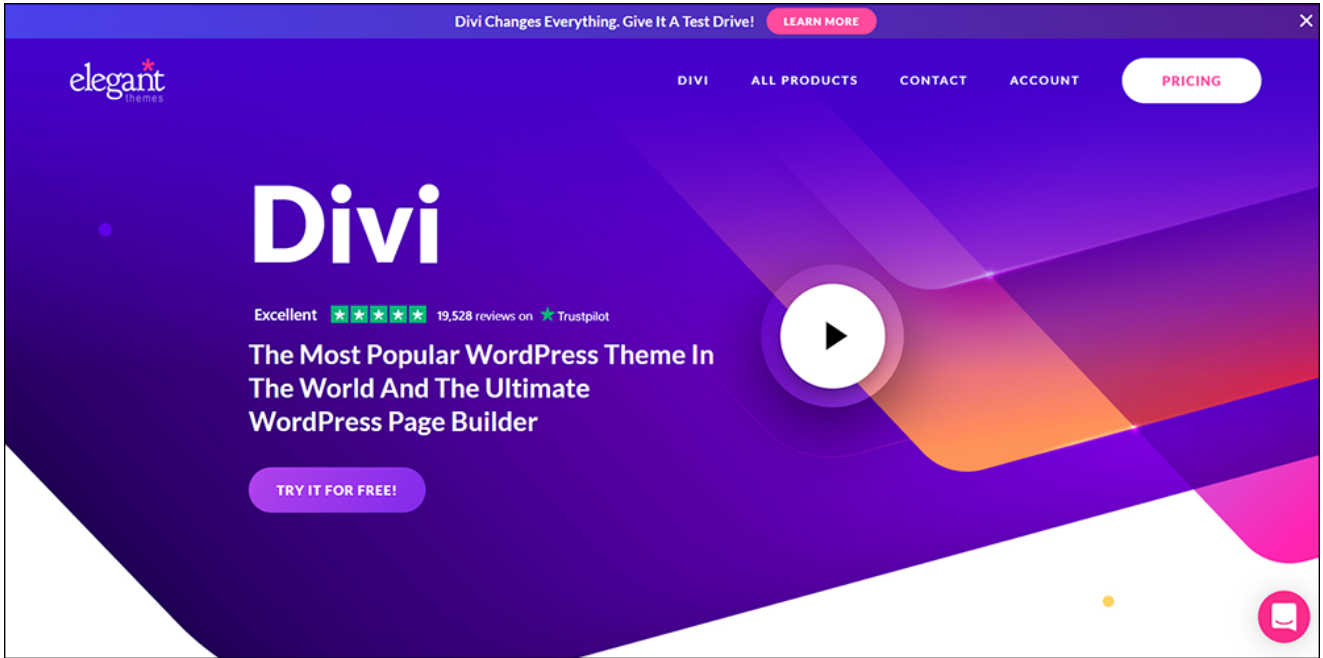 Divi Changes Everything. Give It A Test Drive! LEARN MORE
elegant
themes
DIVI ALL PRODUCTS CONTACT ACCOUNT PRICING
Divi
Excellent 19,528 reviews on Trustpilot
The Most Popular WordPress Theme In
The World And The Ultimate
WordPress Page Builder
TRY IT FOR FREE!